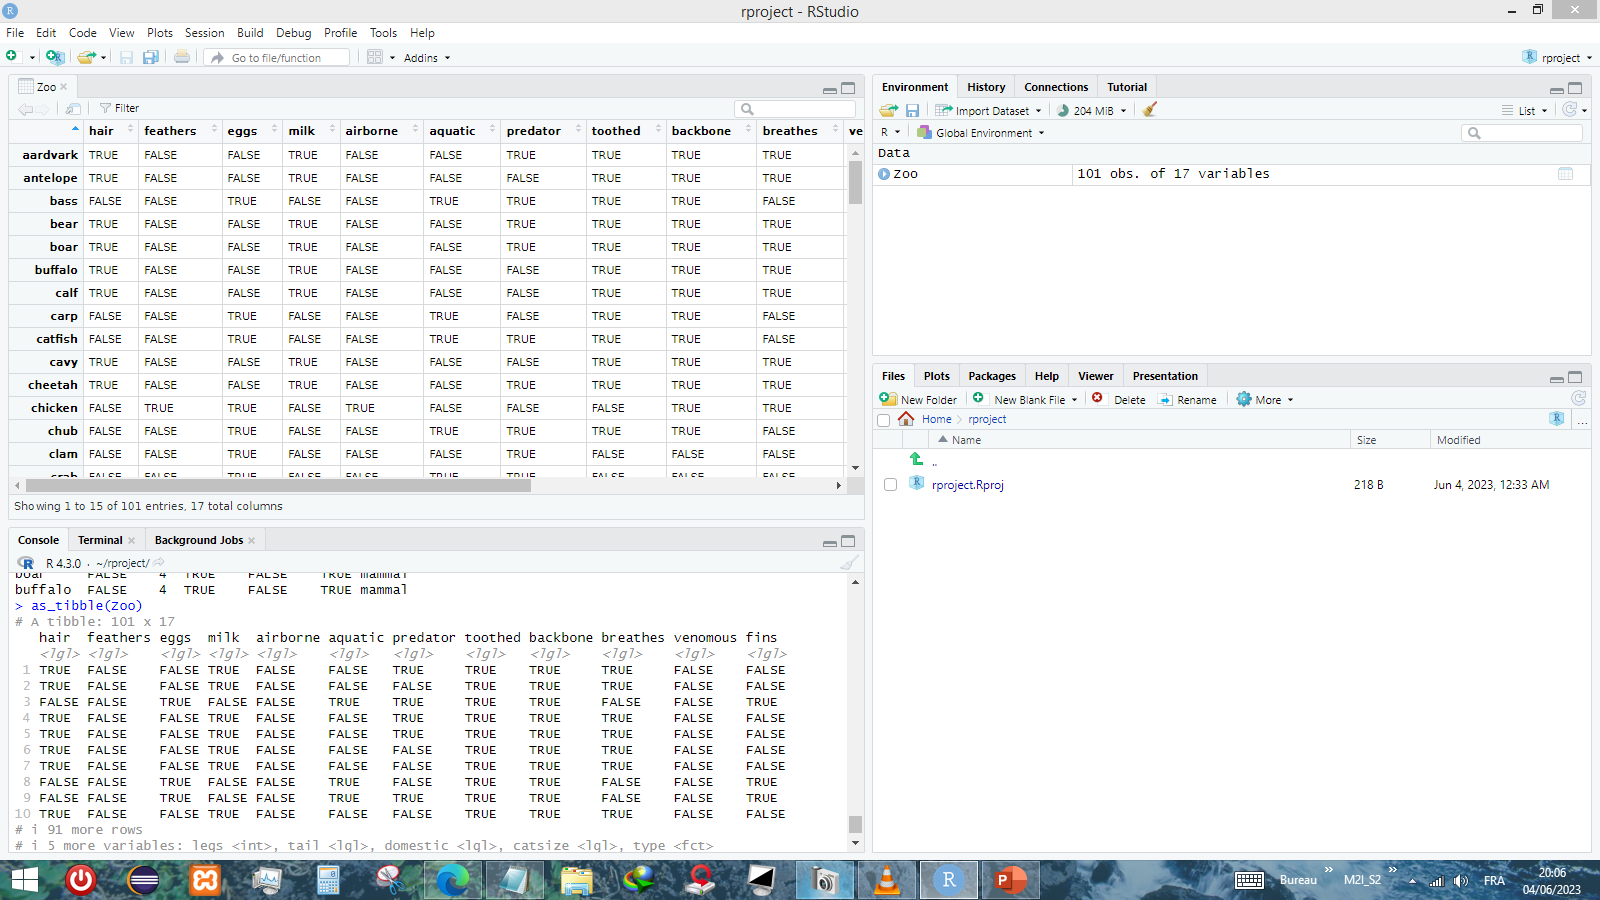 rproject - RStudio
File Edit Code View Plots Session Build Debug Profile Tools Help
Go to file/function Addins rproject
Zoo
Filter
hair feathers eggs milk airborne aquatic predator toothed backbone breathes ve
aardvark TRUE FALSE FALSE TRUE FALSE FALSE TRUE TRUE TRUE TRUE
antelope TRUE FALSE FALSE TRUE FALSE FALSE FALSE TRUE TRUE TRUE
bass FALSE FALSE TRUE FALSE FALSE TRUE TRUE TRUE TRUE FALSE
bear TRUE FALSE FALSE TRUE FALSE FALSE TRUE TRUE TRUE TRUE
boar TRUE FALSE FALSE TRUE FALSE FALSE TRUE TRUE TRUE TRUE
buffalo TRUE FALSE FALSE TRUE FALSE FALSE FALSE TRUE TRUE TRUE
calf TRUE FALSE FALSE TRUE FALSE FALSE FALSE TRUE TRUE TRUE
carp FALSE FALSE TRUE FALSE FALSE TRUE FALSE TRUE TRUE FALSE
catfish FALSE FALSE TRUE FALSE FALSE TRUE TRUE TRUE TRUE FALSE
cavy TRUE FALSE FALSE TRUE FALSE FALSE FALSE TRUE TRUE TRUE
cheetah TRUE FALSE FALSE TRUE FALSE FALSE TRUE TRUE TRUE TRUE
chicken FALSE TRUE TRUE FALSE TRUE FALSE FALSE FALSE TRUE TRUE
chub FALSE FALSE TRUE FALSE FALSE TRUE TRUE TRUE TRUE FALSE
clam FALSE FALSE TRUE FALSE FALSE FALSE TRUE FALSE FALSE FALSE
crab FALSE FALSE TRUE FALSE FALSE TRUE TRUE FALSE FALSE FALSE
Showing 1 to 15 of 101 entries, 17 total columns
Console Terminal Background Jobs
R 4.3.0 · ~/rproject/
boar FALSE 4 TRUE FALSE TRUE mammal
buffalo FALSE 4 TRUE FALSE TRUE mammal
> as_tibble(Zoo)
# A tibble: 101 x 17
hair feathers eggs milk airborne aquatic predator toothed backbone breathes venomous fins
<lgl> <lgl> <lgl> <lgl> <lgl> <lgl> <lgl> <lgl> <lgl> <lgl> <lgl> <lgl>
1 TRUE FALSE FALSE TRUE FALSE FALSE TRUE TRUE TRUE TRUE FALSE FALSE
2 TRUE FALSE FALSE TRUE FALSE FALSE FALSE TRUE TRUE TRUE FALSE FALSE
3 FALSE FALSE TRUE FALSE FALSE TRUE TRUE TRUE TRUE FALSE FALSE TRUE
4 TRUE FALSE FALSE TRUE FALSE FALSE TRUE TRUE TRUE TRUE FALSE FALSE
5 TRUE FALSE FALSE TRUE FALSE FALSE TRUE TRUE TRUE TRUE FALSE FALSE
6 TRUE FALSE FALSE TRUE FALSE FALSE FALSE TRUE TRUE TRUE FALSE FALSE
7 TRUE FALSE FALSE TRUE FALSE FALSE FALSE TRUE TRUE TRUE FALSE FALSE
8 FALSE FALSE TRUE FALSE FALSE TRUE FALSE TRUE TRUE FALSE FALSE TRUE
9 FALSE FALSE TRUE FALSE FALSE TRUE TRUE TRUE TRUE FALSE FALSE TRUE
10 TRUE FALSE FALSE TRUE FALSE FALSE FALSE TRUE TRUE TRUE FALSE FALSE
# i 91 more rows
# i 5 more variables: legs <int>, tail <lgl>, domestic <lgl>, catsize <lgl>, type <fct>
Environment History Connections Tutorial
Import Dataset 204 MiB List
R Global Environment
Data
Zoo 101 obs. of 17 variables
Files Plots Packages Help Viewer Presentation
New Folder New Blank File Delete Rename More
Home rproject ...
Name Size Modified
..
rproject.Rproj 218 B Jun 4, 2023, 12:33 AM
Bureau » M2I_S2 » FRA 20:06
04/06/2023